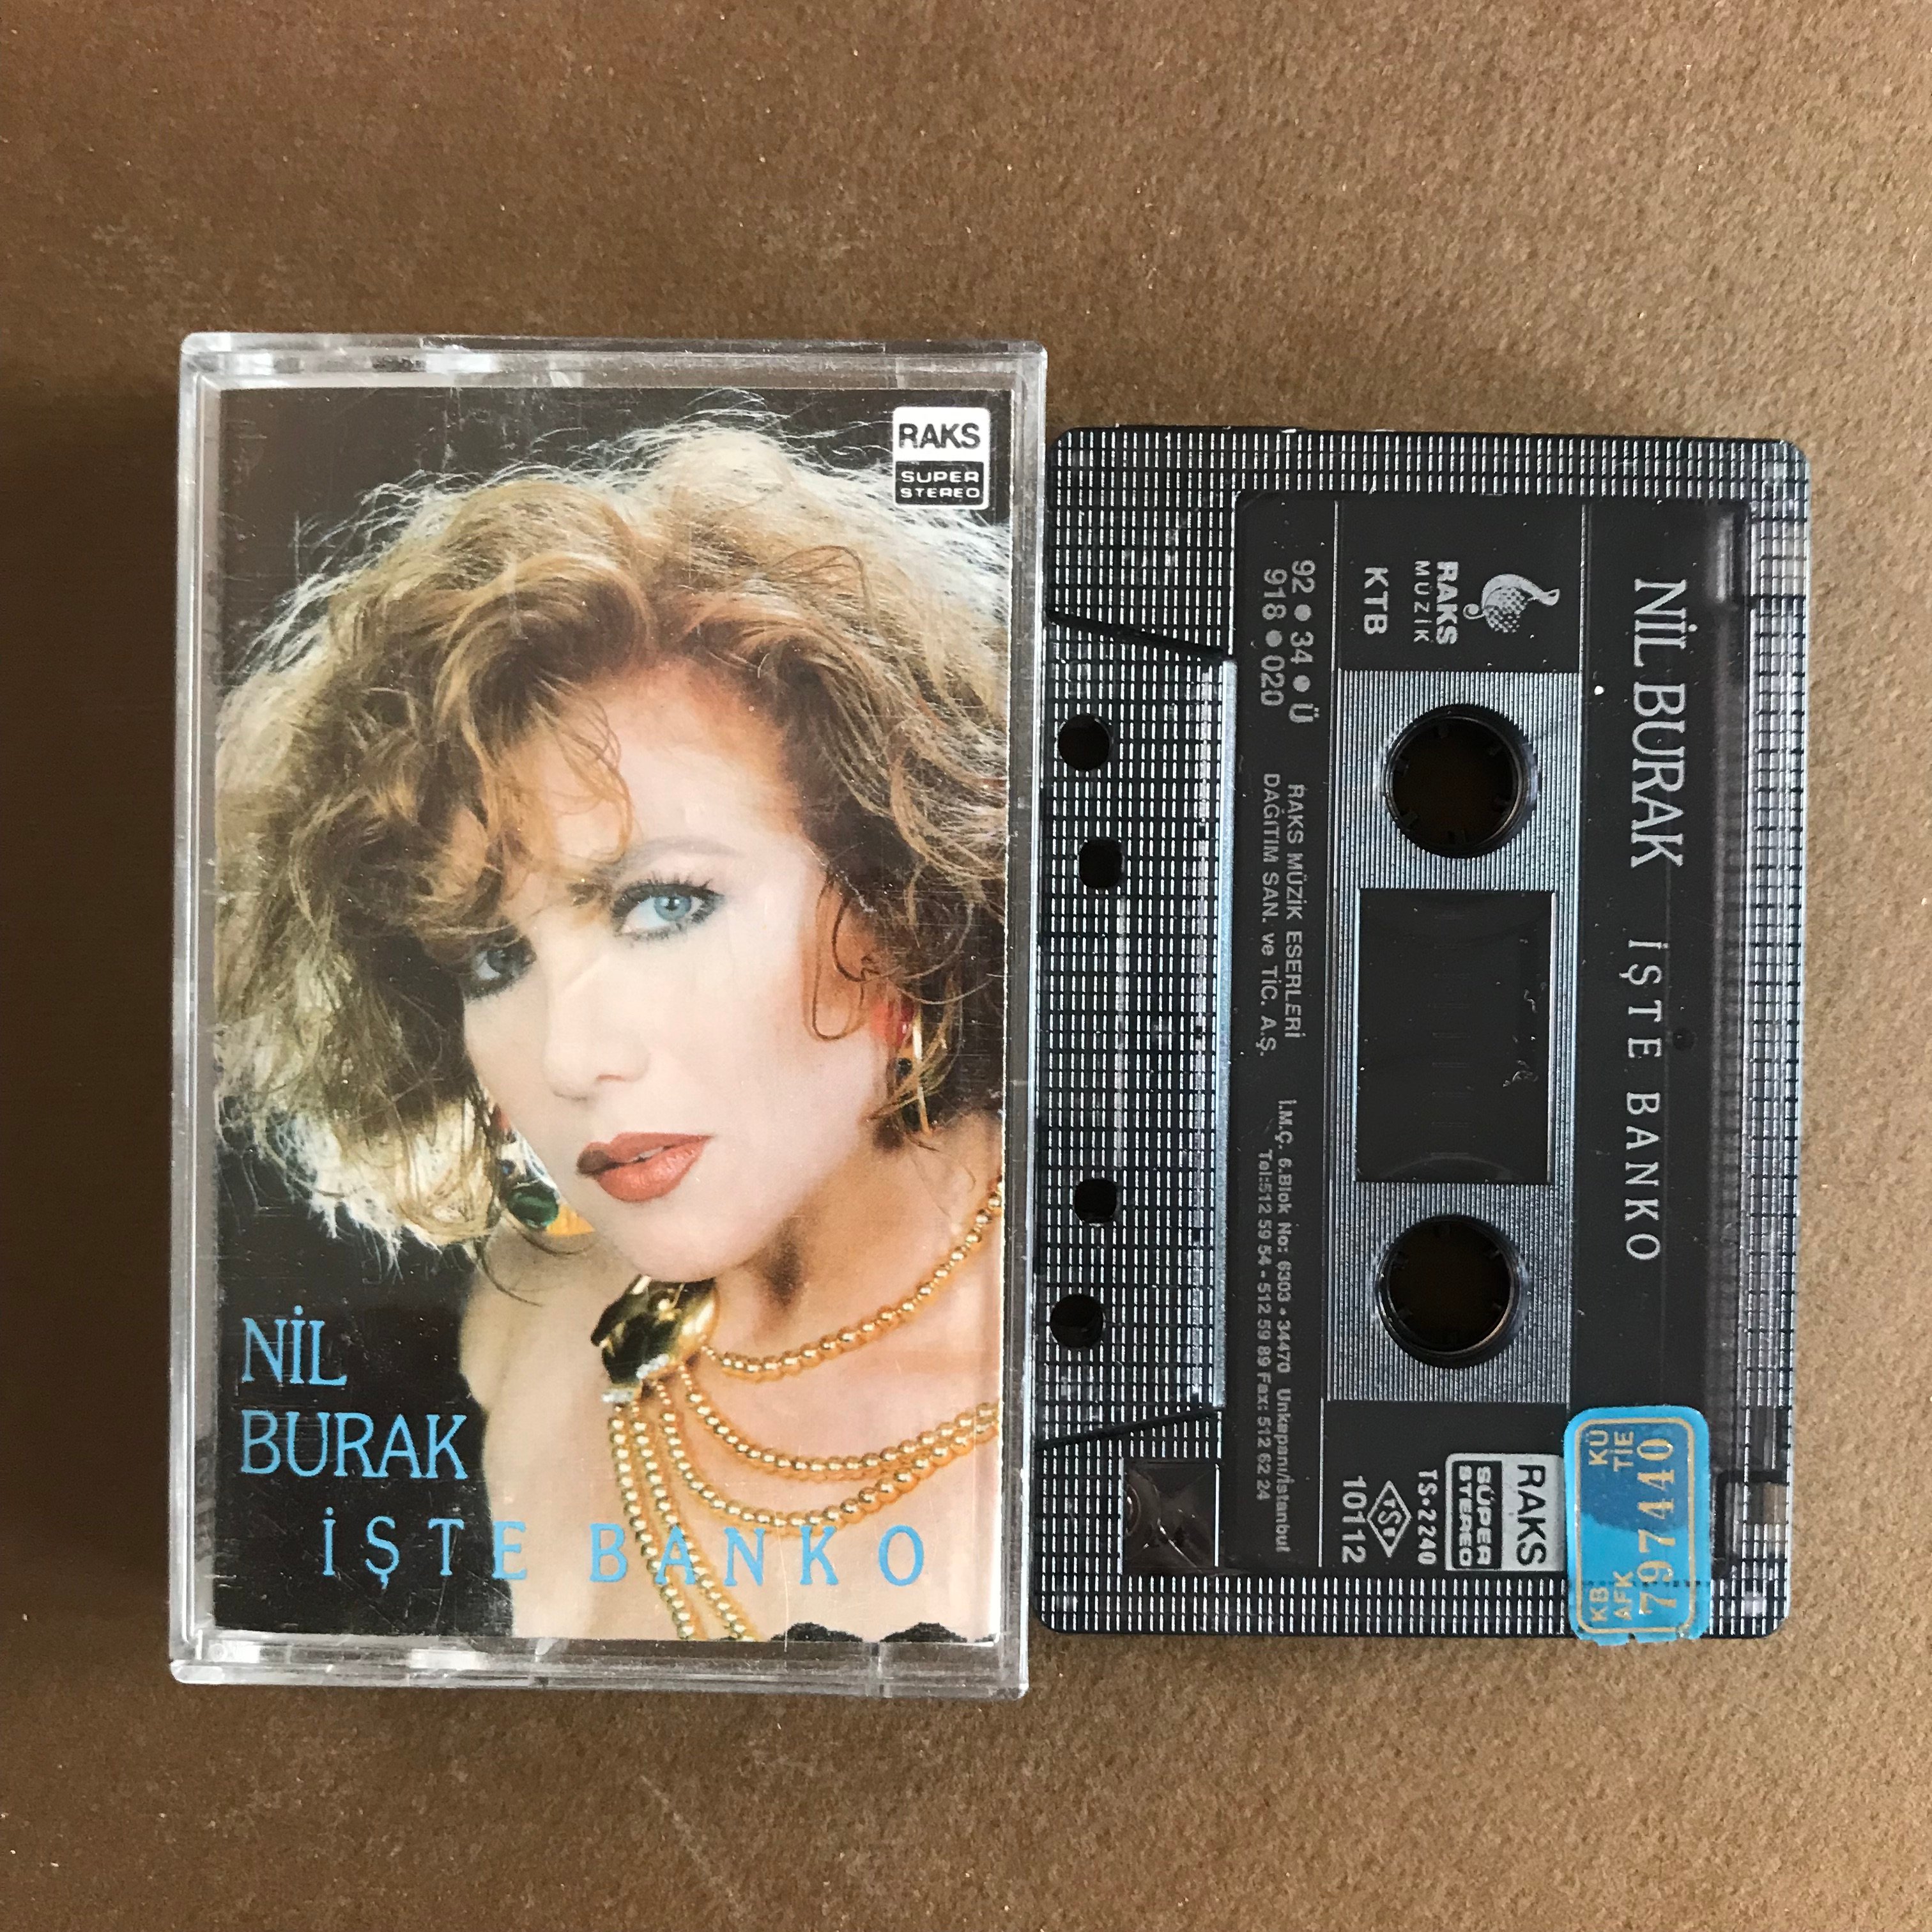 RAKS
SUPER
STEREO
NİL
BURAK
İŞTE BANKO
NİL BURAK İŞTE BANKO
RAKS
MÜZİK
KTB
92 ● 34 ● Ü
918 ● 020
RAKS MÜZİK ESERLERİ
DAĞITIM SAN. ve TİC. A.Ş.
İ.M.Ç. 6.Blok No: 6303 • 34470 Unkapanı/İstanbul
Tel:512 59 54 - 512 59 89 Fax: 512 62 24
RAKS
SÜPER
STEREO
TS•2240
TSE
10112
KB KÜ
AFK TIE
797440